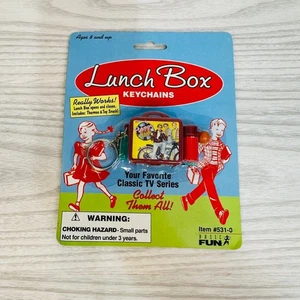 Ages 8 and up
Lunch Box
KEYCHAINS
Really Works!
Lunch Box opens and closes.
Includes: Thermos & Toy Snack!
Your Favorite
Classic TV Series
Collect
Them All!
WARNING:
CHOKING HAZARD- Small parts
Not for children under 3 years.
Item #531-0
BASIC
FUN